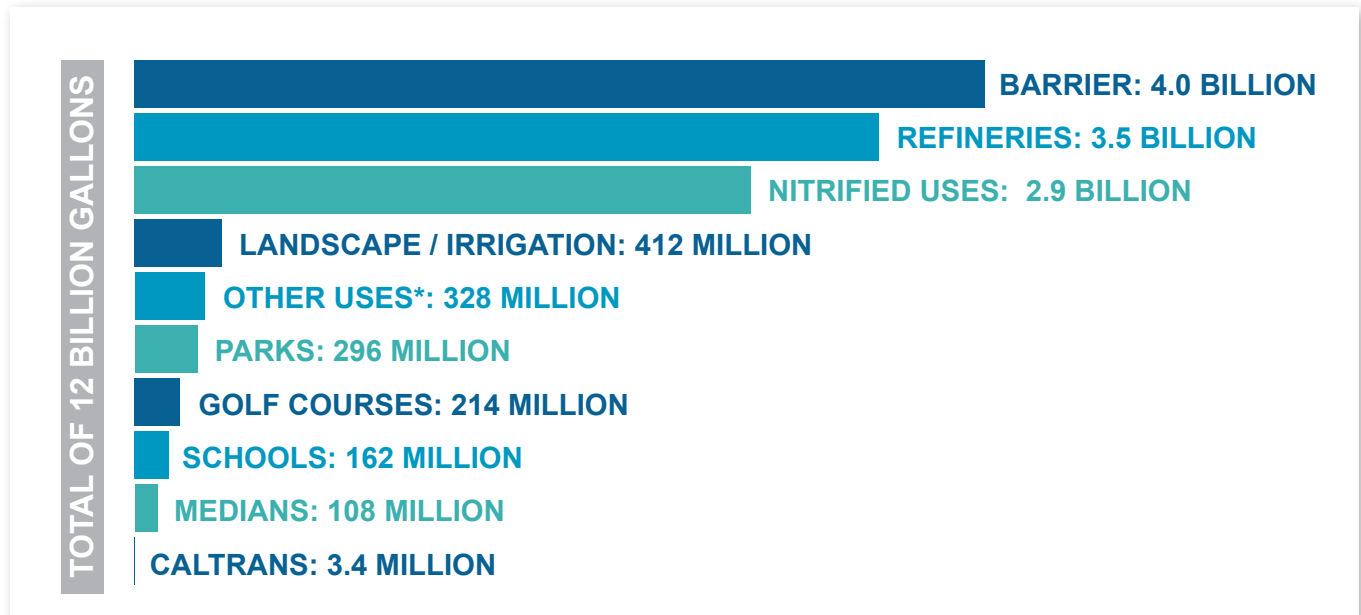 TOTAL OF 12 BILLION GALLONS
BARRIER: 4.0 BILLION
REFINERIES: 3.5 BILLION
NITRIFIED USES: 2.9 BILLION
LANDSCAPE / IRRIGATION: 412 MILLION
OTHER USES*: 328 MILLION
PARKS: 296 MILLION
GOLF COURSES: 214 MILLION
SCHOOLS: 162 MILLION
MEDIANS: 108 MILLION
CALTRANS: 3.4 MILLION